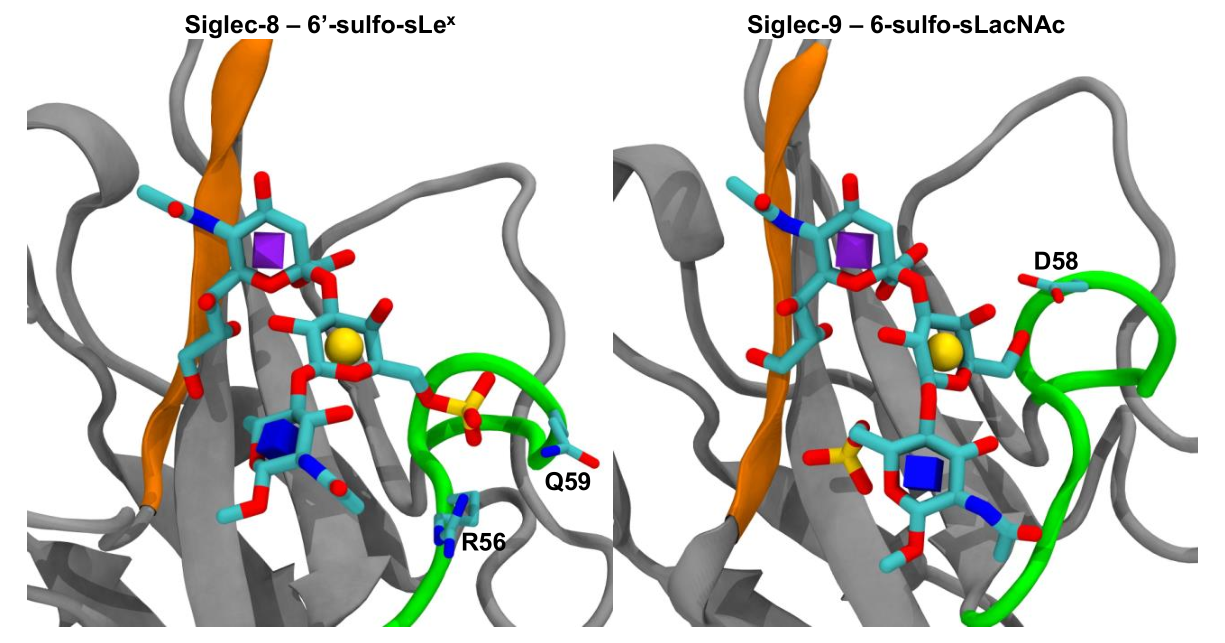 Siglec-8 – 6’-sulfo-sLeˣ
Siglec-9 – 6-sulfo-sLacNAc
D58
Q59
R56